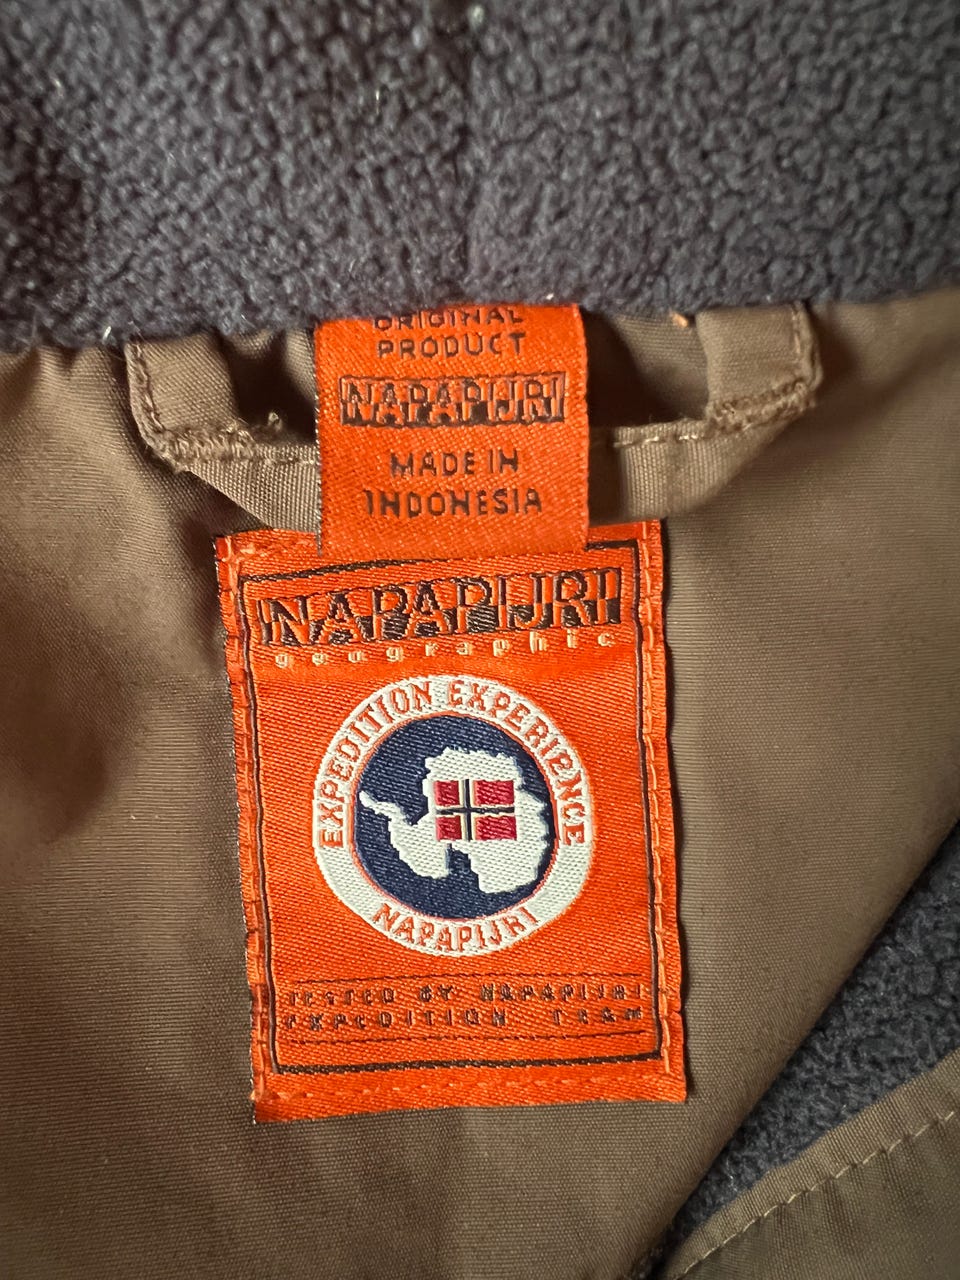 ORIGINAL
PRODUCT
NAPAPIJRI
MADE IN
INDONESIA
NAPAPIJRI
geographic
EXPEDITION EXPERIENCE
NAPAPIJRI
TESTED BY NAPAPIJRI
EXPEDITION TEAM